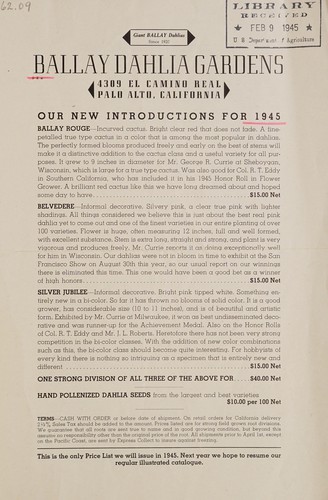 62.09
Giant BALLAY Dahlias
LIBRARY
RECEIVED
★ FEB 9 1945 ★
U. S. Department of Agriculture
BALLAY DAHLIA GARDENS
4309 EL CAMINO REAL
PALO ALTO, CALIFORNIA
OUR NEW INTRODUCTIONS FOR 1945
BALLAY ROUGE—Incurved cactus. Bright clear red that does not fade. A fine-
petalled true type cactus in a color that is among the most popular in dahlias.
The perfectly formed blooms produced freely and early on the best of stems will
make it a distinctive addition to the cactus class and a useful variety for all pur-
poses. It grew to 9 inches in diameter for Mr. George R. Currie at Sheboygan,
Wisconsin, which is large for a true type cactus. Was also good for Col. R. T. Eddy
in Southern California, who has included it in his 1945 Honor Roll in Flower
Grower. A brilliant red cactus like this we have long dreamed about and hoped
some day to have $15.00 Net
BELVEDERE—Informal decorative. Silvery pink, a clear true pink with lighter
shadings. All things considered we believe this is just about the best real pink
dahlia yet to come out and one of the finest varieties in our entire planting of over
100 varieties. Flower is huge, often measuring 12 inches, full and well formed,
with excellent substance. Stem is extra long, straight and strong, and plant is very
vigorous and produces freely. Mr. Currie reports it as doing exceptionally well
for him in Wisconsin. Our dahlias were not in bloom in time to exhibit at the San
Francisco Show on August 30th this year, so our usual report on our winnings
there is eliminated this time. This one would have been a good bet as a winner
of high honors $15.00 Net
SILVER JUBILEE—Informal decorative. Bright pink tipped white. Something en-
tirely new in a bi-color. So far it has thrown no blooms of solid color. It is a good
grower, has considerable size (10 to 11 inches), and is of beautiful and artistic
form. Exhibited by Mr. Currie at Milwaukee, it won as best undisseminated deco-
rative and was runner-up for the Achievement Medal. Also on the Honor Rolls
of Col. R. T. Eddy and Mr. J. L. Roberts. Heretofore there has not been very strong
competition in the bi-color classes. With the addition of new color combinations
such as this, the bi-color class should become quite interesting. For hobbyists of
every kind there is nothing as intriguing as a specimen that is entirely new and
different $15.00 Net
ONE STRONG DIVISION OF ALL THREE OF THE ABOVE FOR $40.00 Net
HAND POLLENIZED DAHLIA SEEDS from the largest and best varieties
$10.00 per 100 Net
TERMS—CASH WITH ORDER or before date of shipment. On retail orders for California delivery
2½% Sales Tax should be added to the amount. Prices listed are for strong field grown root divisions.
We guarantee that all roots are sent true to name and in good growing condition, but beyond this
assume no responsibility other than the original price of the root. All shipments prior to April 1st, except
on the Pacific Coast, are sent by Express Collect to insure against freezing.
This is the only Price List we will issue in 1945. Next year we hope to resume our
regular illustrated catalogue.